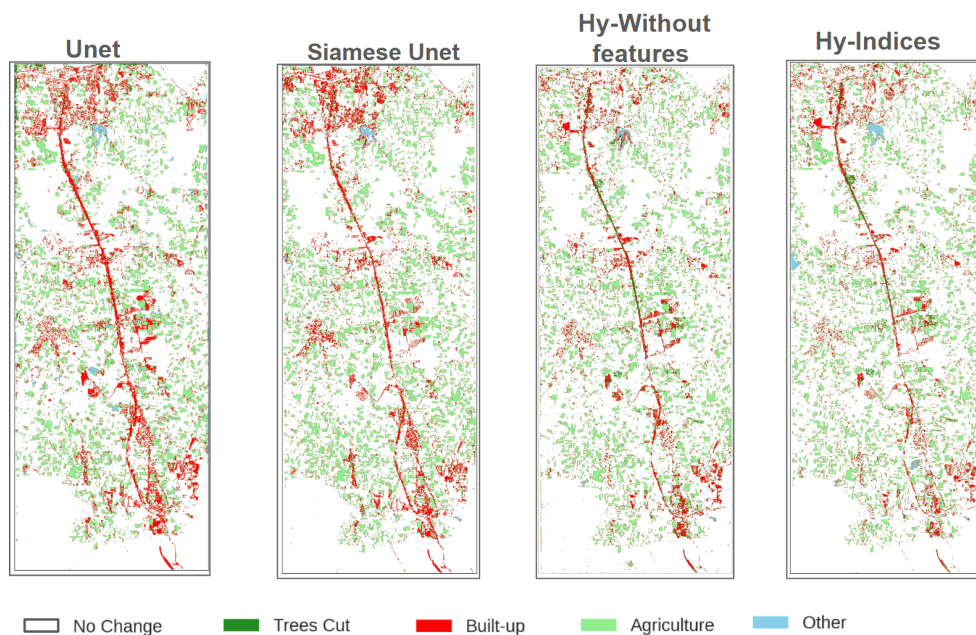 Unet
Siamese Unet
Hy-Without
features
Hy-Indices
No Change
Trees Cut
Built-up
Agriculture
Other